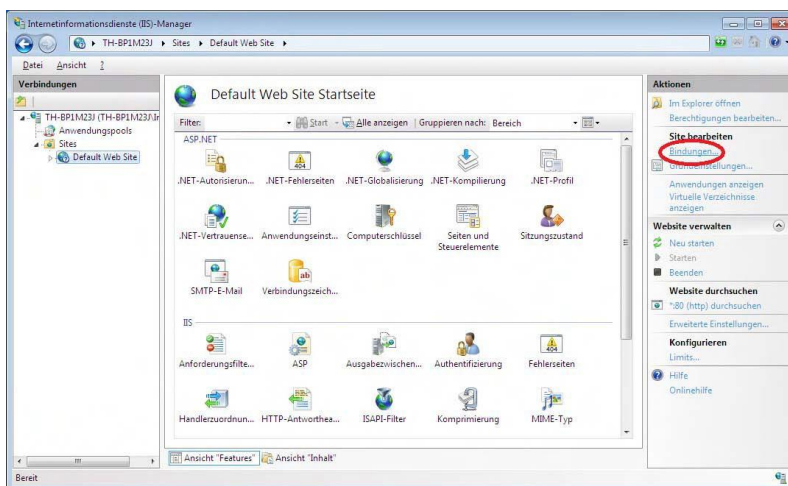 Internetinformationsdienste (IIS)-Manager
TH-BP1M23J Sites Default Web Site
Datei Ansicht ?
Verbindungen
TH-BP1M23J (TH-BP1M23J\Ir
Anwendungspools
Sites
Default Web Site
Default Web Site Startseite
Filter: Start Alle anzeigen Gruppieren nach: Bereich
ASP.NET
.NET-Autorisierun... .NET-Fehlerseiten .NET-Globalisierung .NET-Kompilierung .NET-Profil
.NET-Vertrauense... Anwendungseinst... Computerschlüssel Seiten und Steuerelemente Sitzungszustand
SMTP-E-Mail Verbindungszeich...
IIS
Anforderungsfilte... ASP Ausgabezwischen... Authentifizierung Fehlerseiten
Handlerzuordnun... HTTP-Antworthea... ISAPI-Filter Komprimierung MIME-Typ
Ansicht "Features" Ansicht "Inhalt"
Aktionen
Im Explorer öffnen
Berechtigungen bearbeiten...
Site bearbeiten
Bindungen...
Grundeinstellungen...
Anwendungen anzeigen
Virtuelle Verzeichnisse
anzeigen
Website verwalten
Neu starten
Starten
Beenden
Website durchsuchen
*:80 (http) durchsuchen
Erweiterte Einstellungen...
Konfigurieren
Limits...
Hilfe
Onlinehilfe
Bereit